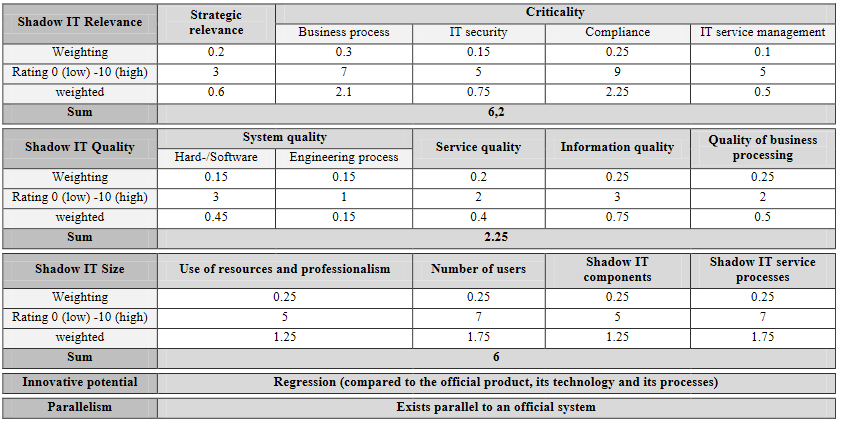 Shadow IT Relevance Strategic relevance Criticality
Business process IT security Compliance IT service management
Weighting 0.2 0.3 0.15 0.25 0.1
Rating 0 (low) -10 (high) 3 7 5 9 5
weighted 0.6 2.1 0.75 2.25 0.5
Sum 6,2
Shadow IT Quality System quality Service quality Information quality Quality of business processing
Hard-/Software Engineering process
Weighting 0.15 0.15 0.2 0.25 0.25
Rating 0 (low) -10 (high) 3 1 2 3 2
weighted 0.45 0.15 0.4 0.75 0.5
Sum 2.25
Shadow IT Size Use of resources and professionalism Number of users Shadow IT components Shadow IT service processes
Weighting 0.25 0.25 0.25 0.25
Rating 0 (low) -10 (high) 5 7 5 7
weighted 1.25 1.75 1.25 1.75
Sum 6
Innovative potential Regression (compared to the official product, its technology and its processes)
Parallelism Exists parallel to an official system